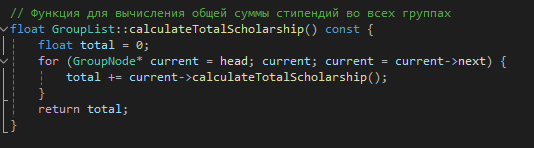 // Функция для вычисления общей суммы стипендий во всех группах
float GroupList::calculateTotalScholarship() const {
    float total = 0;
    for (GroupNode* current = head; current; current = current->next) {
        total += current->calculateTotalScholarship();
    }
    return total;
}